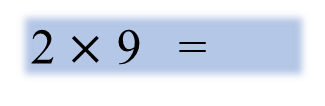 2 × 9 =